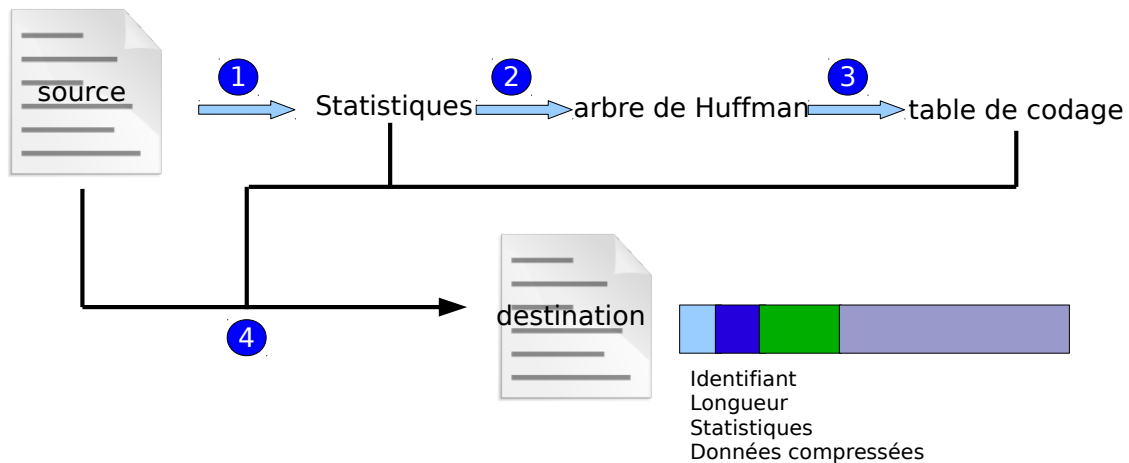 source
1
2
3
Statistiques
arbre de Huffman
table de codage
4
destination
Identifiant
Longueur
Statistiques
Données compressées